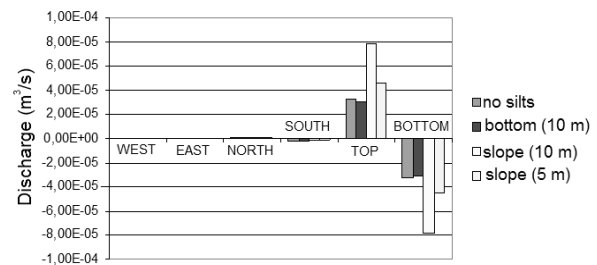 Discharge (m³/s)
1,00E-04
8,00E-05
6,00E-05
4,00E-05
2,00E-05
0,00E+00
-2,00E-05
-4,00E-05
-6,00E-05
-8,00E-05
-1,00E-04
WEST
EAST
NORTH
SOUTH
TOP
BOTTOM
no silts
bottom (10 m)
slope (10 m)
slope (5 m)